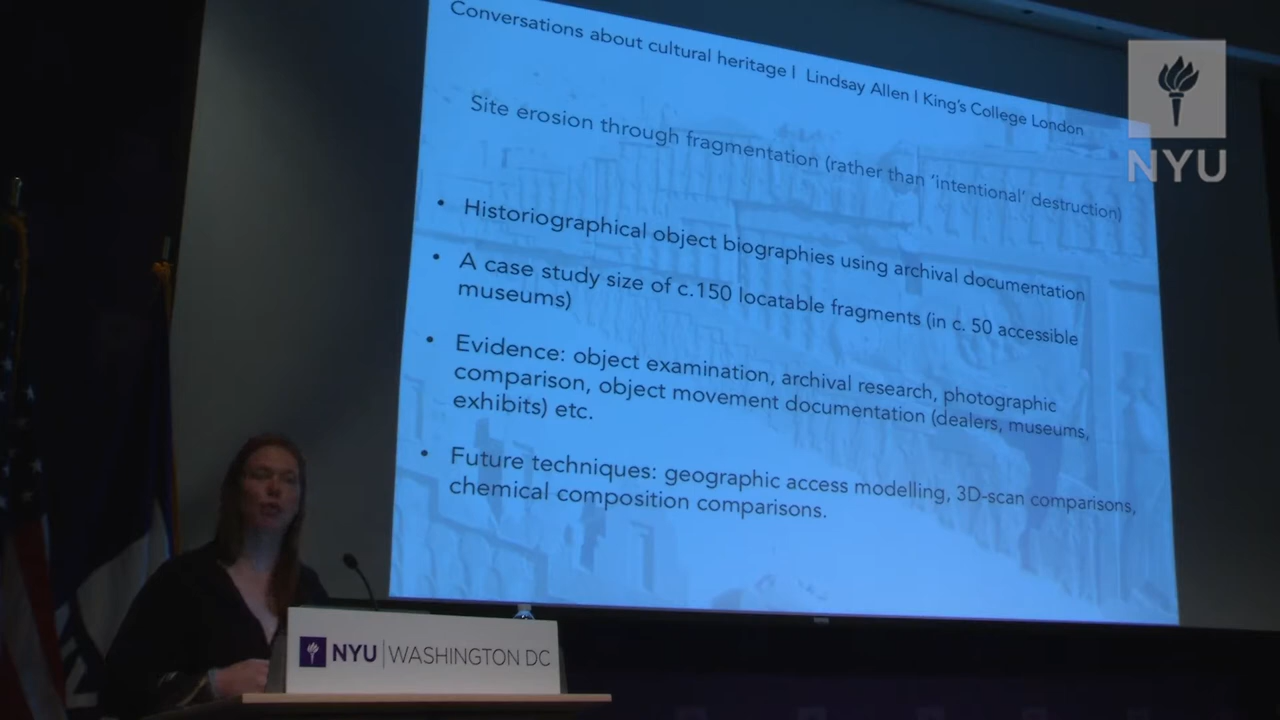 Conversations about cultural heritage | Lindsay Allen | King's College London
Site erosion through fragmentation (rather than 'intentional' destruction)
• Historiographical object biographies using archival documentation
• A case study size of c.150 locatable fragments (in c. 50 accessible
museums)
• Evidence: object examination, archival research, photographic
comparison, object movement documentation (dealers, museums,
exhibits) etc.
• Future techniques: geographic access modelling, 3D-scan comparisons,
chemical composition comparisons.
NYU
NYU | WASHINGTON DC